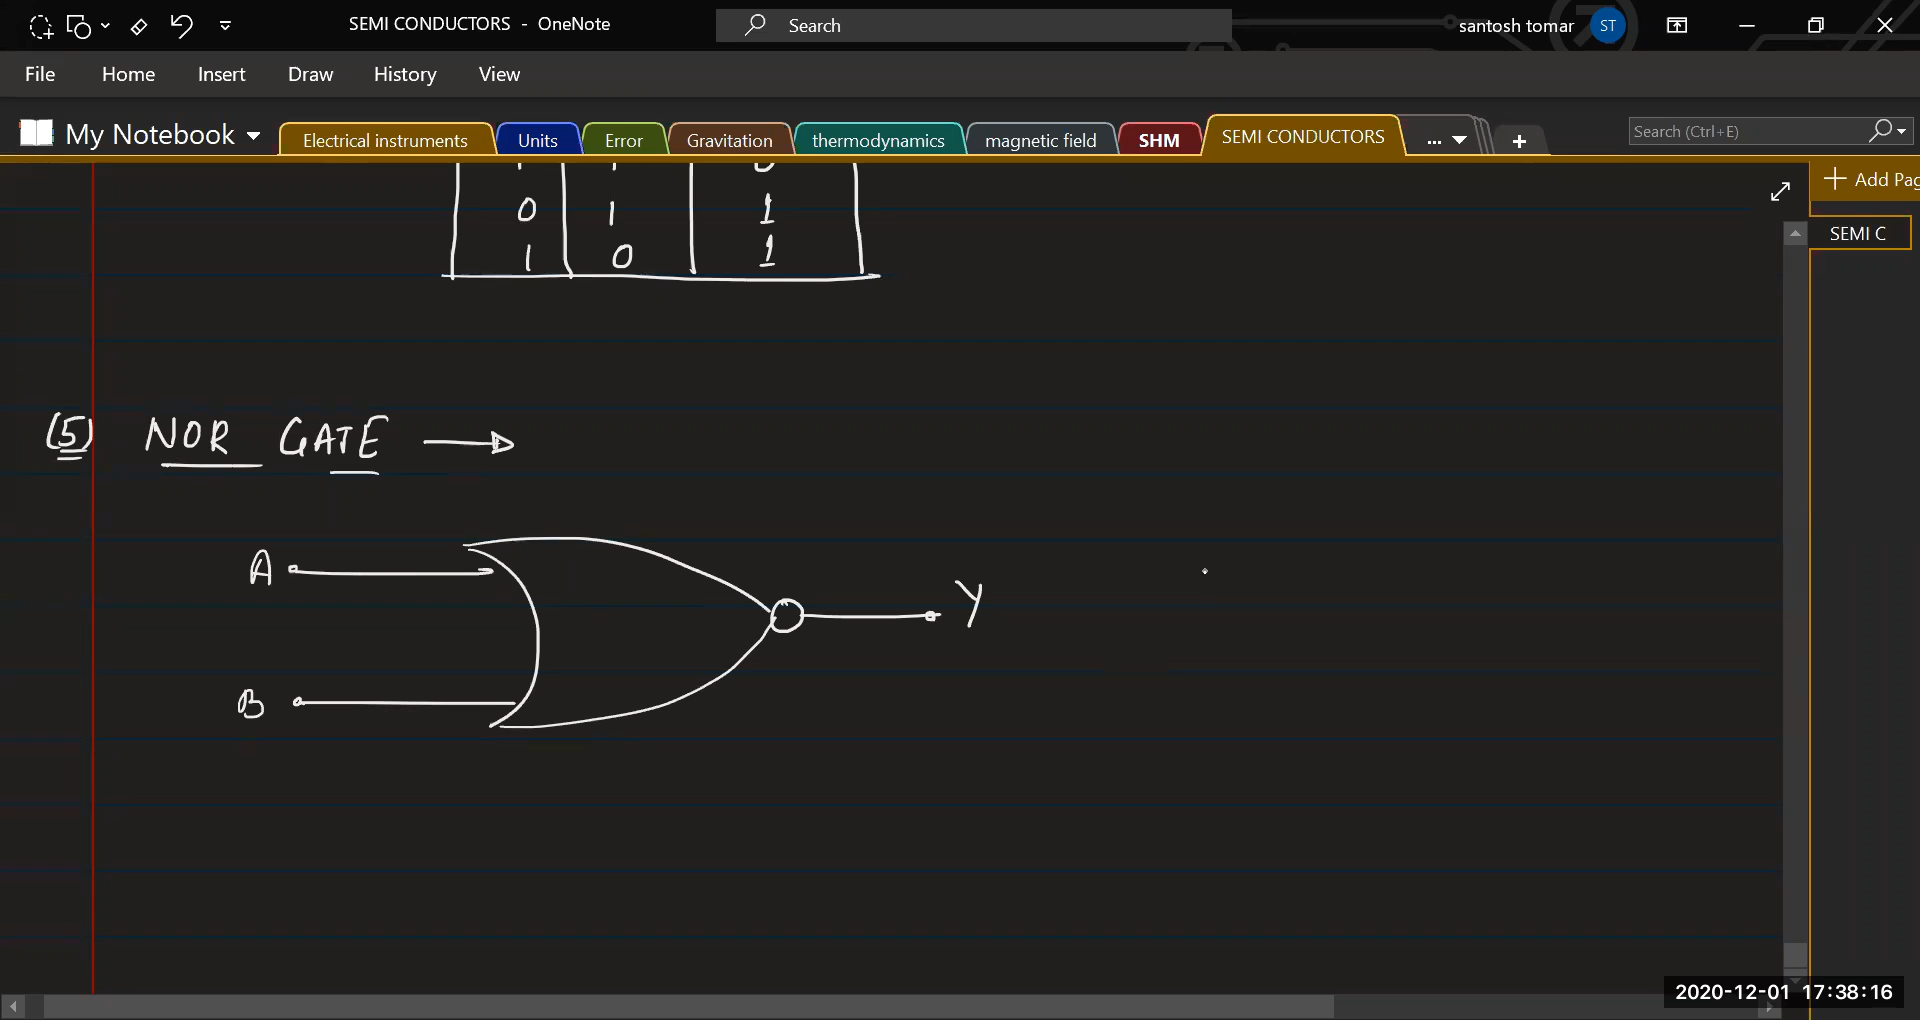 SEMI CONDUCTORS - OneNote
Search
santosh tomar ST
File Home Insert Draw History View
My Notebook Electrical instruments Units Error Gravitation thermodynamics magnetic field SHM SEMI CONDUCTORS ... + Search (Ctrl+E)
+ Add Pag
SEMI C
0 1 1
1 0 1
(5) NOR GATE →
A
Y
B
2020-12-01 17:38:16